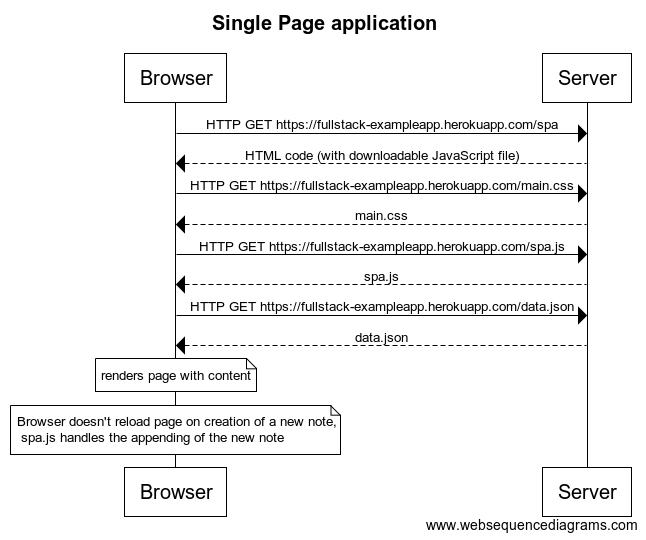 Single Page application
Browser
Server
HTTP GET https://fullstack-exampleapp.herokuapp.com/spa
HTML code (with downloadable JavaScript file)
HTTP GET https://fullstack-exampleapp.herokuapp.com/main.css
main.css
HTTP GET https://fullstack-exampleapp.herokuapp.com/spa.js
spa.js
HTTP GET https://fullstack-exampleapp.herokuapp.com/data.json
data.json
renders page with content
Browser doesn't reload page on creation of a new note,
spa.js handles the appending of the new note
Browser
Server
www.websequencediagrams.com